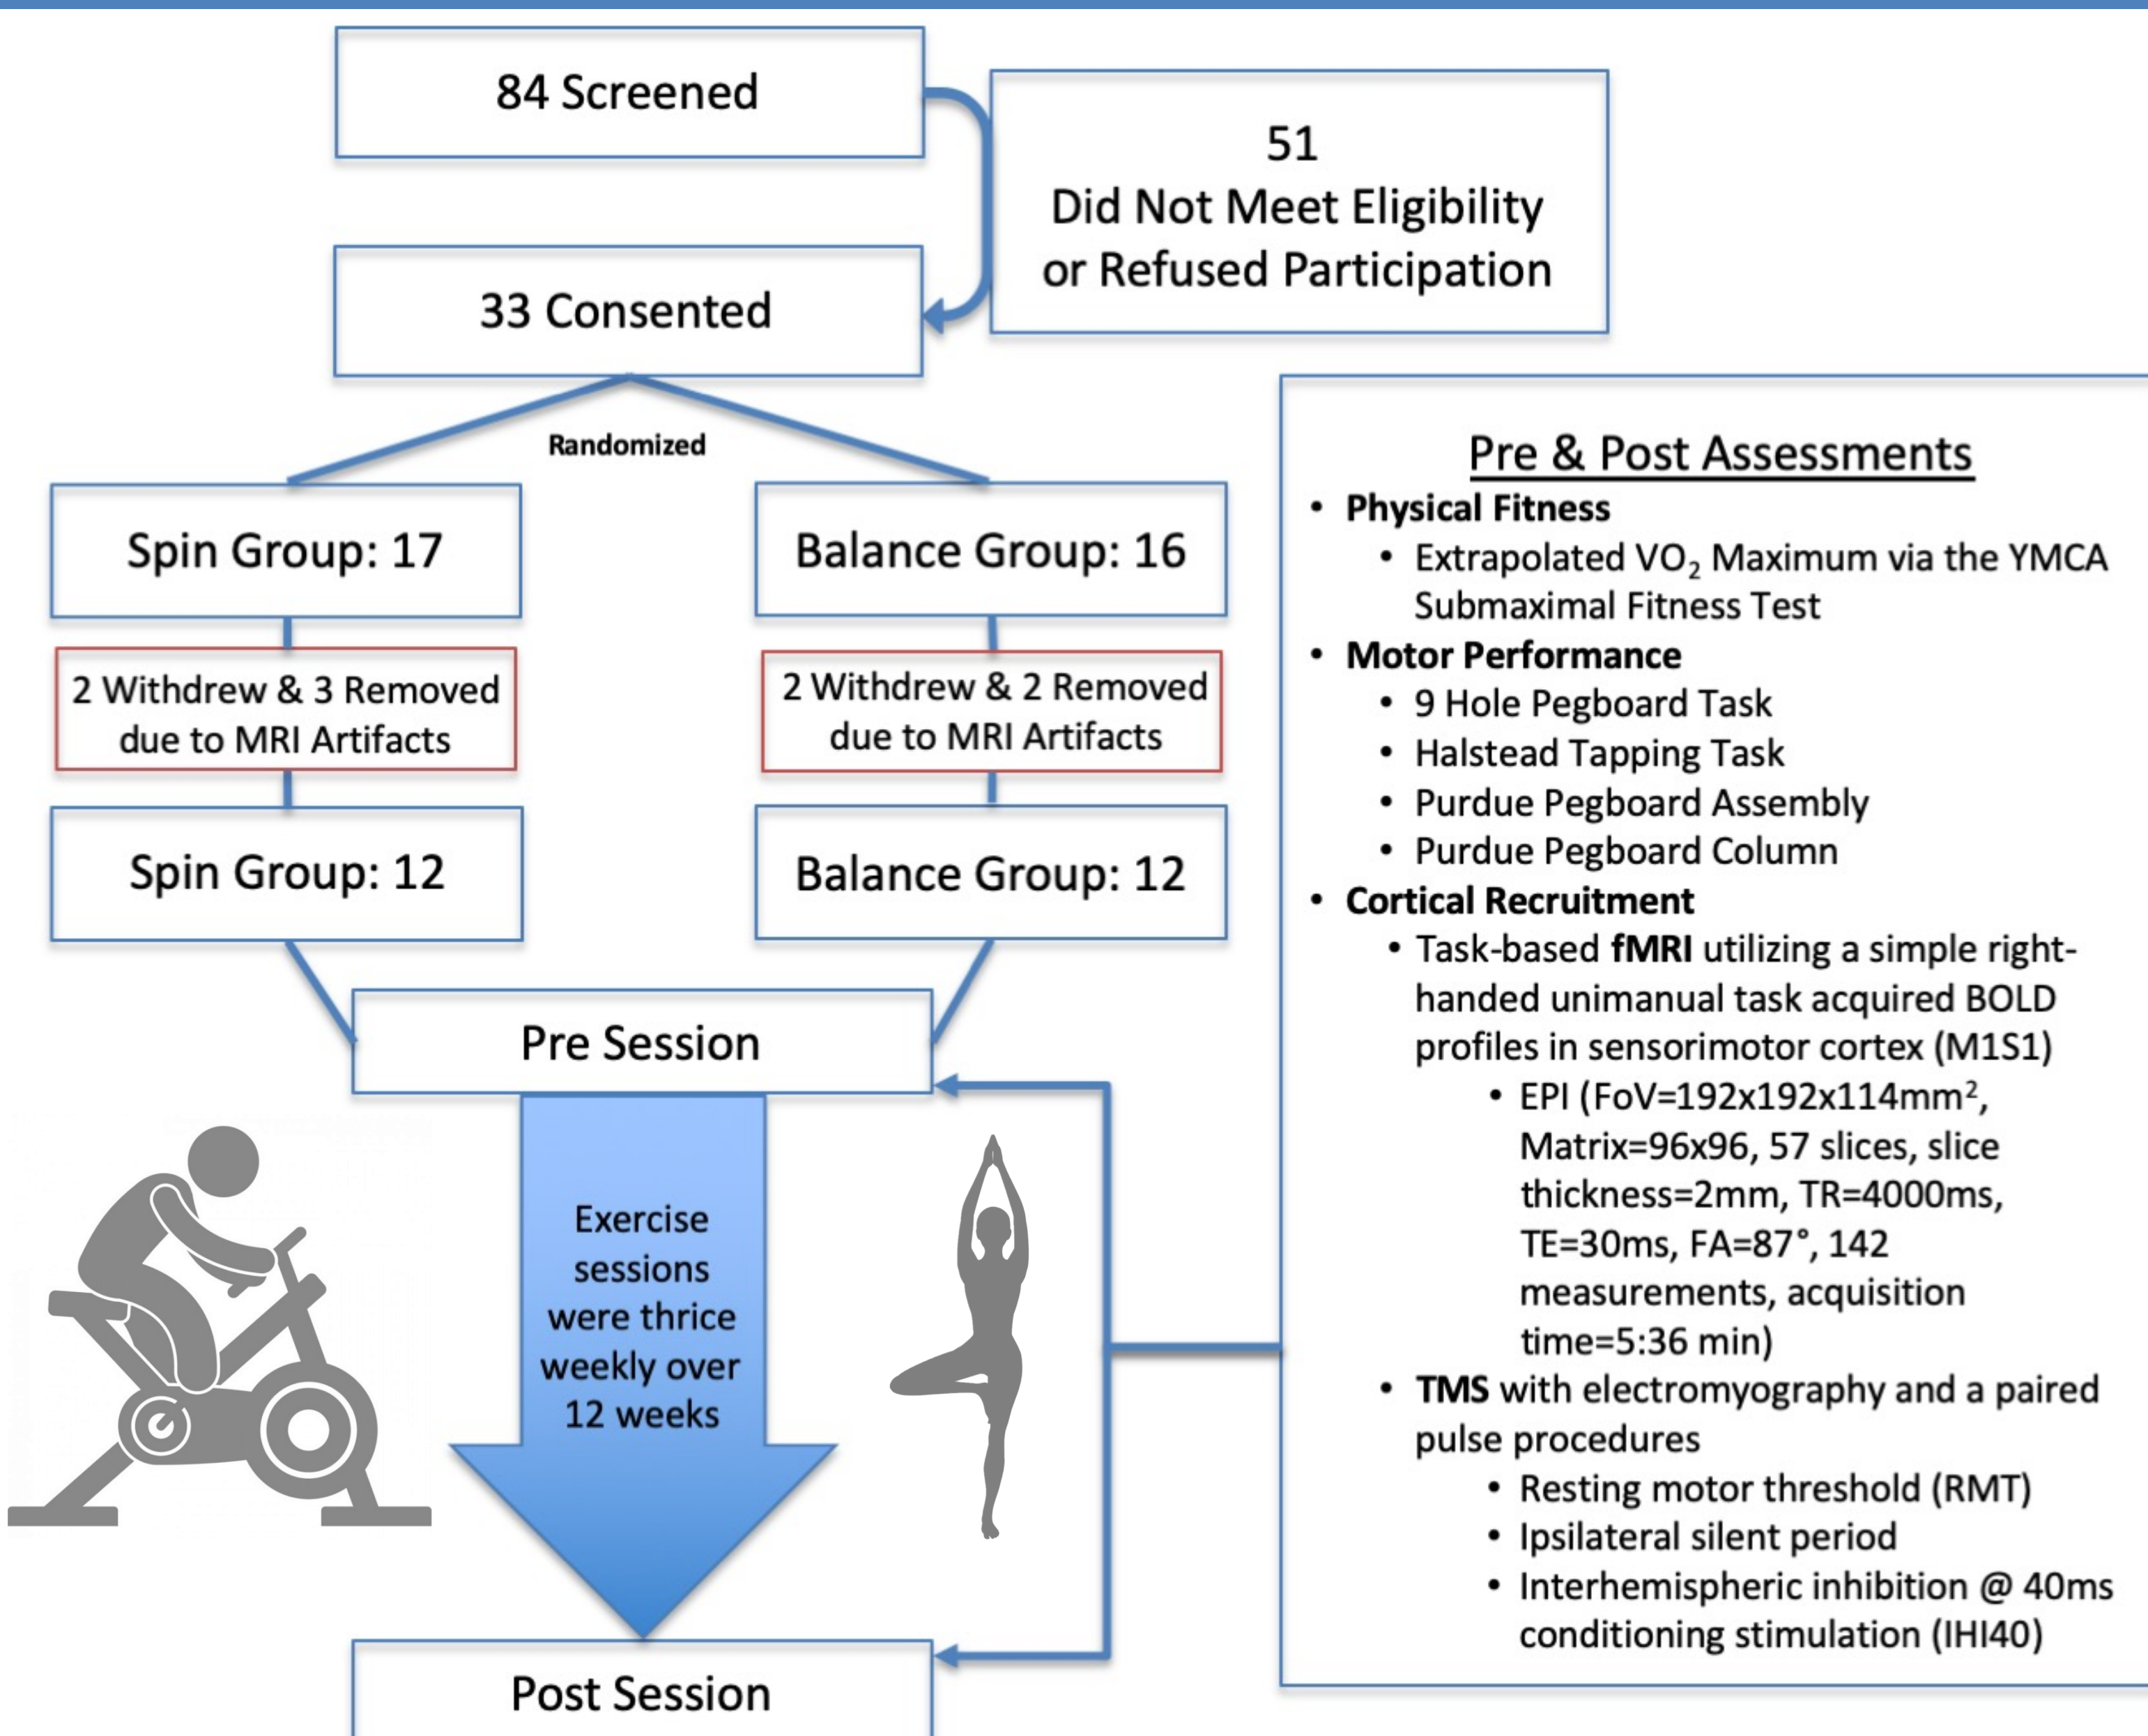 84 Screened
51
Did Not Meet Eligibility
or Refused Participation
33 Consented
Randomized
Spin Group: 17
Balance Group: 16
2 Withdrew & 3 Removed
due to MRI Artifacts
2 Withdrew & 2 Removed
due to MRI Artifacts
Spin Group: 12
Balance Group: 12
Pre Session
Exercise
sessions
were thrice
weekly over
12 weeks
Post Session
Pre & Post Assessments
• Physical Fitness
• Extrapolated VO₂ Maximum via the YMCA
Submaximal Fitness Test
• Motor Performance
• 9 Hole Pegboard Task
• Halstead Tapping Task
• Purdue Pegboard Assembly
• Purdue Pegboard Column
• Cortical Recruitment
• Task-based fMRI utilizing a simple right-
handed unimanual task acquired BOLD
profiles in sensorimotor cortex (M1S1)
• EPI (FoV=192x192x114mm²,
Matrix=96x96, 57 slices, slice
thickness=2mm, TR=4000ms,
TE=30ms, FA=87°, 142
measurements, acquisition
time=5:36 min)
• TMS with electromyography and a paired
pulse procedures
• Resting motor threshold (RMT)
• Ipsilateral silent period
• Interhemispheric inhibition @ 40ms
conditioning stimulation (IHI40)